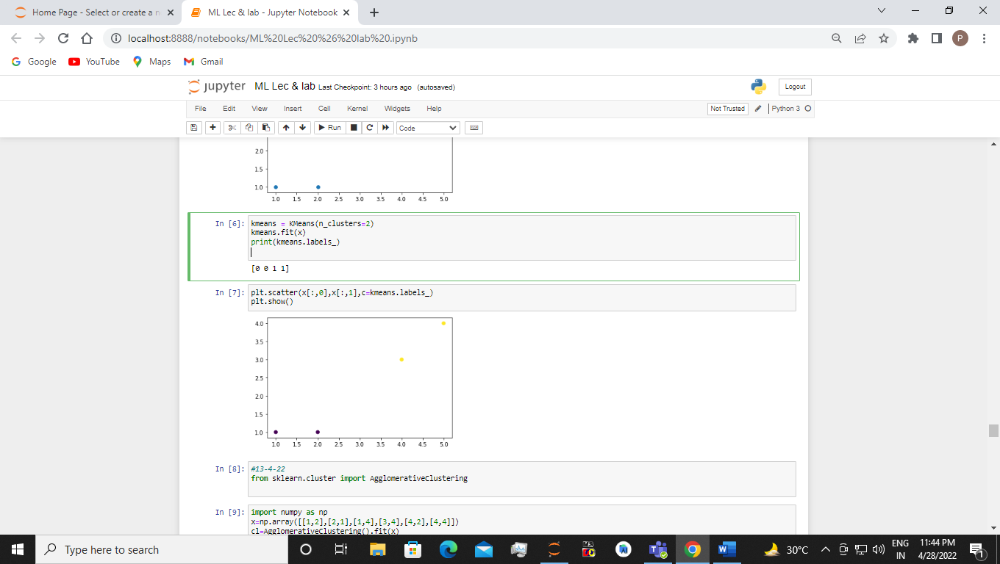 Home Page - Select or create a n
ML Lec & lab - Jupyter Notebook
localhost:8888/notebooks/ML%20Lec%20%26%20lab%20.ipynb
P
Google YouTube Maps Gmail
jupyter ML Lec & lab Last Checkpoint: 3 hours ago (autosaved)
Logout
File Edit View Insert Cell Kernel Widgets Help
Not Trusted Python 3
Run Code
2.0
1.5
1.0
1.0 1.5 2.0 2.5 3.0 3.5 4.0 4.5 5.0
In [6]: kmeans = KMeans(n_clusters=2)
kmeans.fit(x)
print(kmeans.labels_)
[0 0 1 1]
In [7]: plt.scatter(x[:,0],x[:,1],c=kmeans.labels_)
plt.show()
4.0
3.5
3.0
2.5
2.0
1.5
1.0
1.0 1.5 2.0 2.5 3.0 3.5 4.0 4.5 5.0
In [8]: #13-4-22
from sklearn.cluster import AgglomerativeClustering
In [9]: import numpy as np
x=np.array([[1,2],[2,1],[1,4],[3,4],[4,2],[4,4]])
cl=AgglomerativeClustering().fit(x)
Type here to search
30°C
ENG
IN
11:44 PM
4/28/2022
1